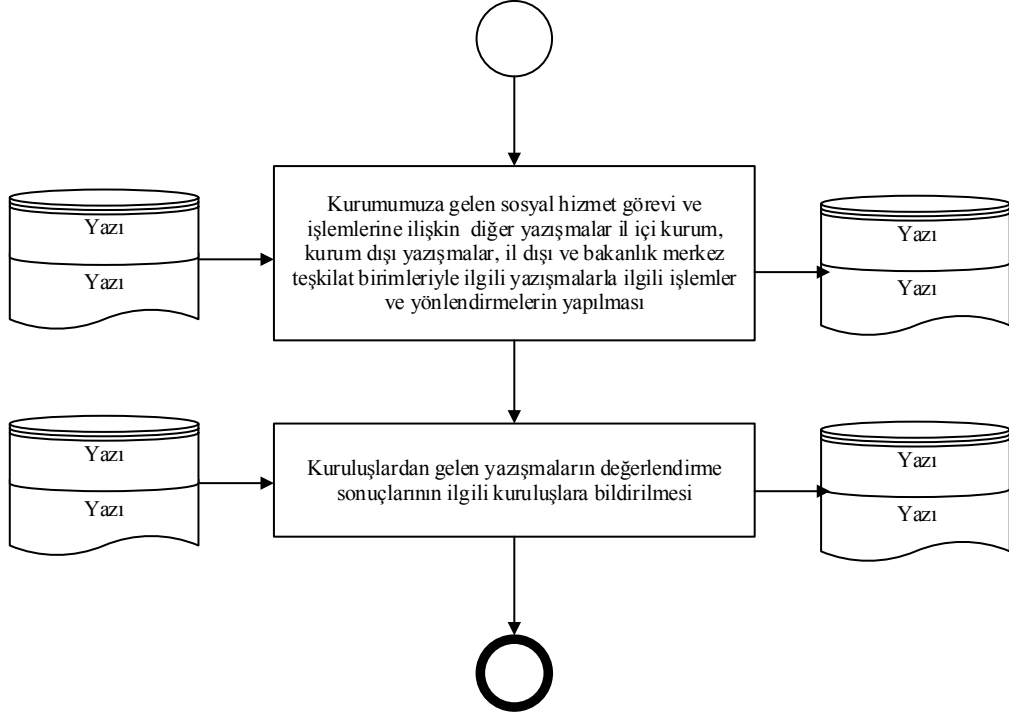 Yazı
Yazı
Kurumumuza gelen sosyal hizmet görevi ve
işlemlerine ilişkin diğer yazışmalar il içi kurum,
kurum dışı yazışmalar, il dışı ve bakanlık merkez
teşkilat birimleriyle ilgili yazışmalarla ilgili işlemler
ve yönlendirmelerin yapılması
Yazı
Yazı
Yazı
Yazı
Kuruluşlardan gelen yazışmaların değerlendirme
sonuçlarının ilgili kuruluşlara bildirilmesi
Yazı
Yazı